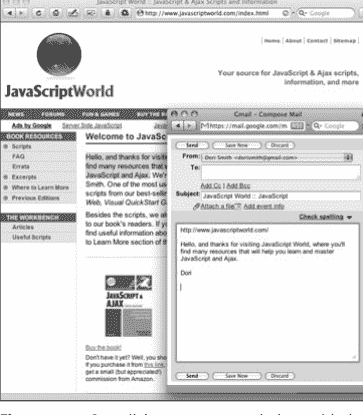 JavaScript World :: JavaScript & Ajax Scripts and Information
http://www.javascriptworld.com/index.html
Google
Home | About | Contact | Sitemap
JavaScriptWorld
Your source for JavaScript & Ajax scripts,
information, and more
NEWS FORUMS FUN & GAMES BUY THE
Ads by Google Server Side JavaScript
BOOK RESOURCES
Scripts
FAQ
Errata
Excerpts
Where to Learn More
Previous Editions
THE WORKBENCH
Articles
Useful Scripts
Welcome to JavaSc
Hello, and thanks for visiti
find many resources that
JavaScript and Ajax. We'r
Smith. One of the most us
scripts from our best-sellin
Web, Visual QuickStart G
Besides the scripts, we al
to our book's readers. If y
find useful information abo
to Learn More section of th
JAVASCRIPT
& AJAX
Buy the book!
Don't have it yet? Well, you sho
if you purchase it from this link,
get a small (but appreciated!)
commission from Amazon.
Gmail - Compose Mail
https://mail.google.com/m
Google
Send Save Now Discard
From: Dori Smith <dorismith@gmail.com>
To:
Add Cc | Add Bcc
Subject: JavaScript World :: JavaScript
Attach a file Add event info
Check spelling
http://www.javascriptworld.com/
Hello, and thanks for visiting JavaScript World, where you'll
find many resources that will help you learn and master
JavaScript and Ajax.
Dori
Send Save Now Discard